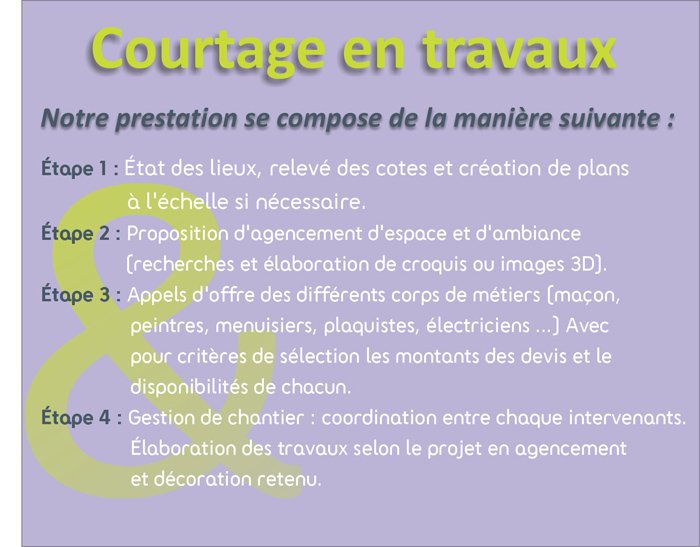 Courtage en travaux
Notre prestation se compose de la manière suivante :
Étape 1 : État des lieux, relevé des cotes et création de plans
à l'échelle si nécessaire.
Étape 2 : Proposition d'agencement d'espace et d'ambiance
(recherches et élaboration de croquis ou images 3D).
Étape 3 : Appels d'offre des différents corps de métiers (maçon,
peintres, menuisiers, plaquistes, électriciens ...) Avec
pour critères de sélection les montants des devis et le
disponibilités de chacun.
Étape 4 : Gestion de chantier : coordination entre chaque intervenants.
Élaboration des travaux selon le projet en agencement
et décoration retenu.
&